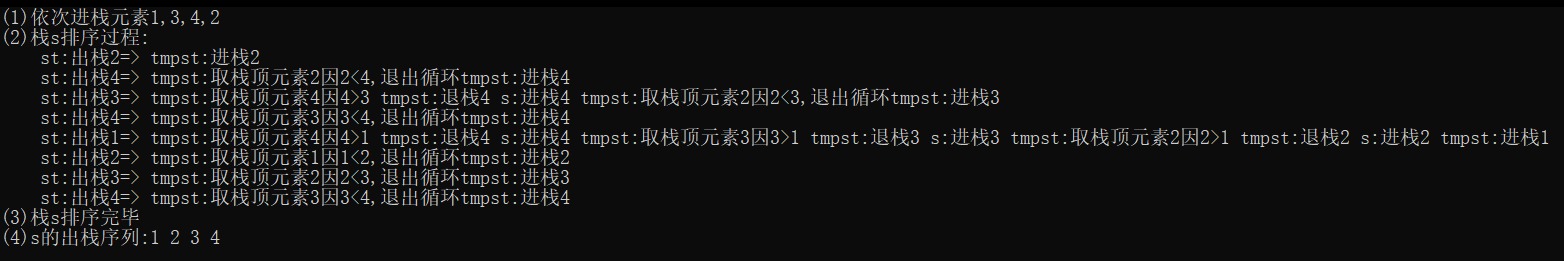 (1)依次进栈元素1,3,4,2
(2)栈s排序过程:
st:出栈2=> tmpst:进栈2
st:出栈4=> tmpst:取栈顶元素2因2<4,退出循环tmpst:进栈4
st:出栈3=> tmpst:取栈顶元素4因4>3 tmpst:退栈4 s:进栈4 tmpst:取栈顶元素2因2<3,退出循环tmpst:进栈3
st:出栈4=> tmpst:取栈顶元素3因3<4,退出循环tmpst:进栈4
st:出栈1=> tmpst:取栈顶元素4因4>1 tmpst:退栈4 s:进栈4 tmpst:取栈顶元素3因3>1 tmpst:退栈3 s:进栈3 tmpst:取栈顶元素2因2>1 tmpst:退栈2 s:进栈2 tmpst:进栈1
st:出栈2=> tmpst:取栈顶元素1因1<2,退出循环tmpst:进栈2
st:出栈3=> tmpst:取栈顶元素2因2<3,退出循环tmpst:进栈3
st:出栈4=> tmpst:取栈顶元素3因3<4,退出循环tmpst:进栈4
(3)栈s排序完毕
(4)s的出栈序列:1 2 3 4